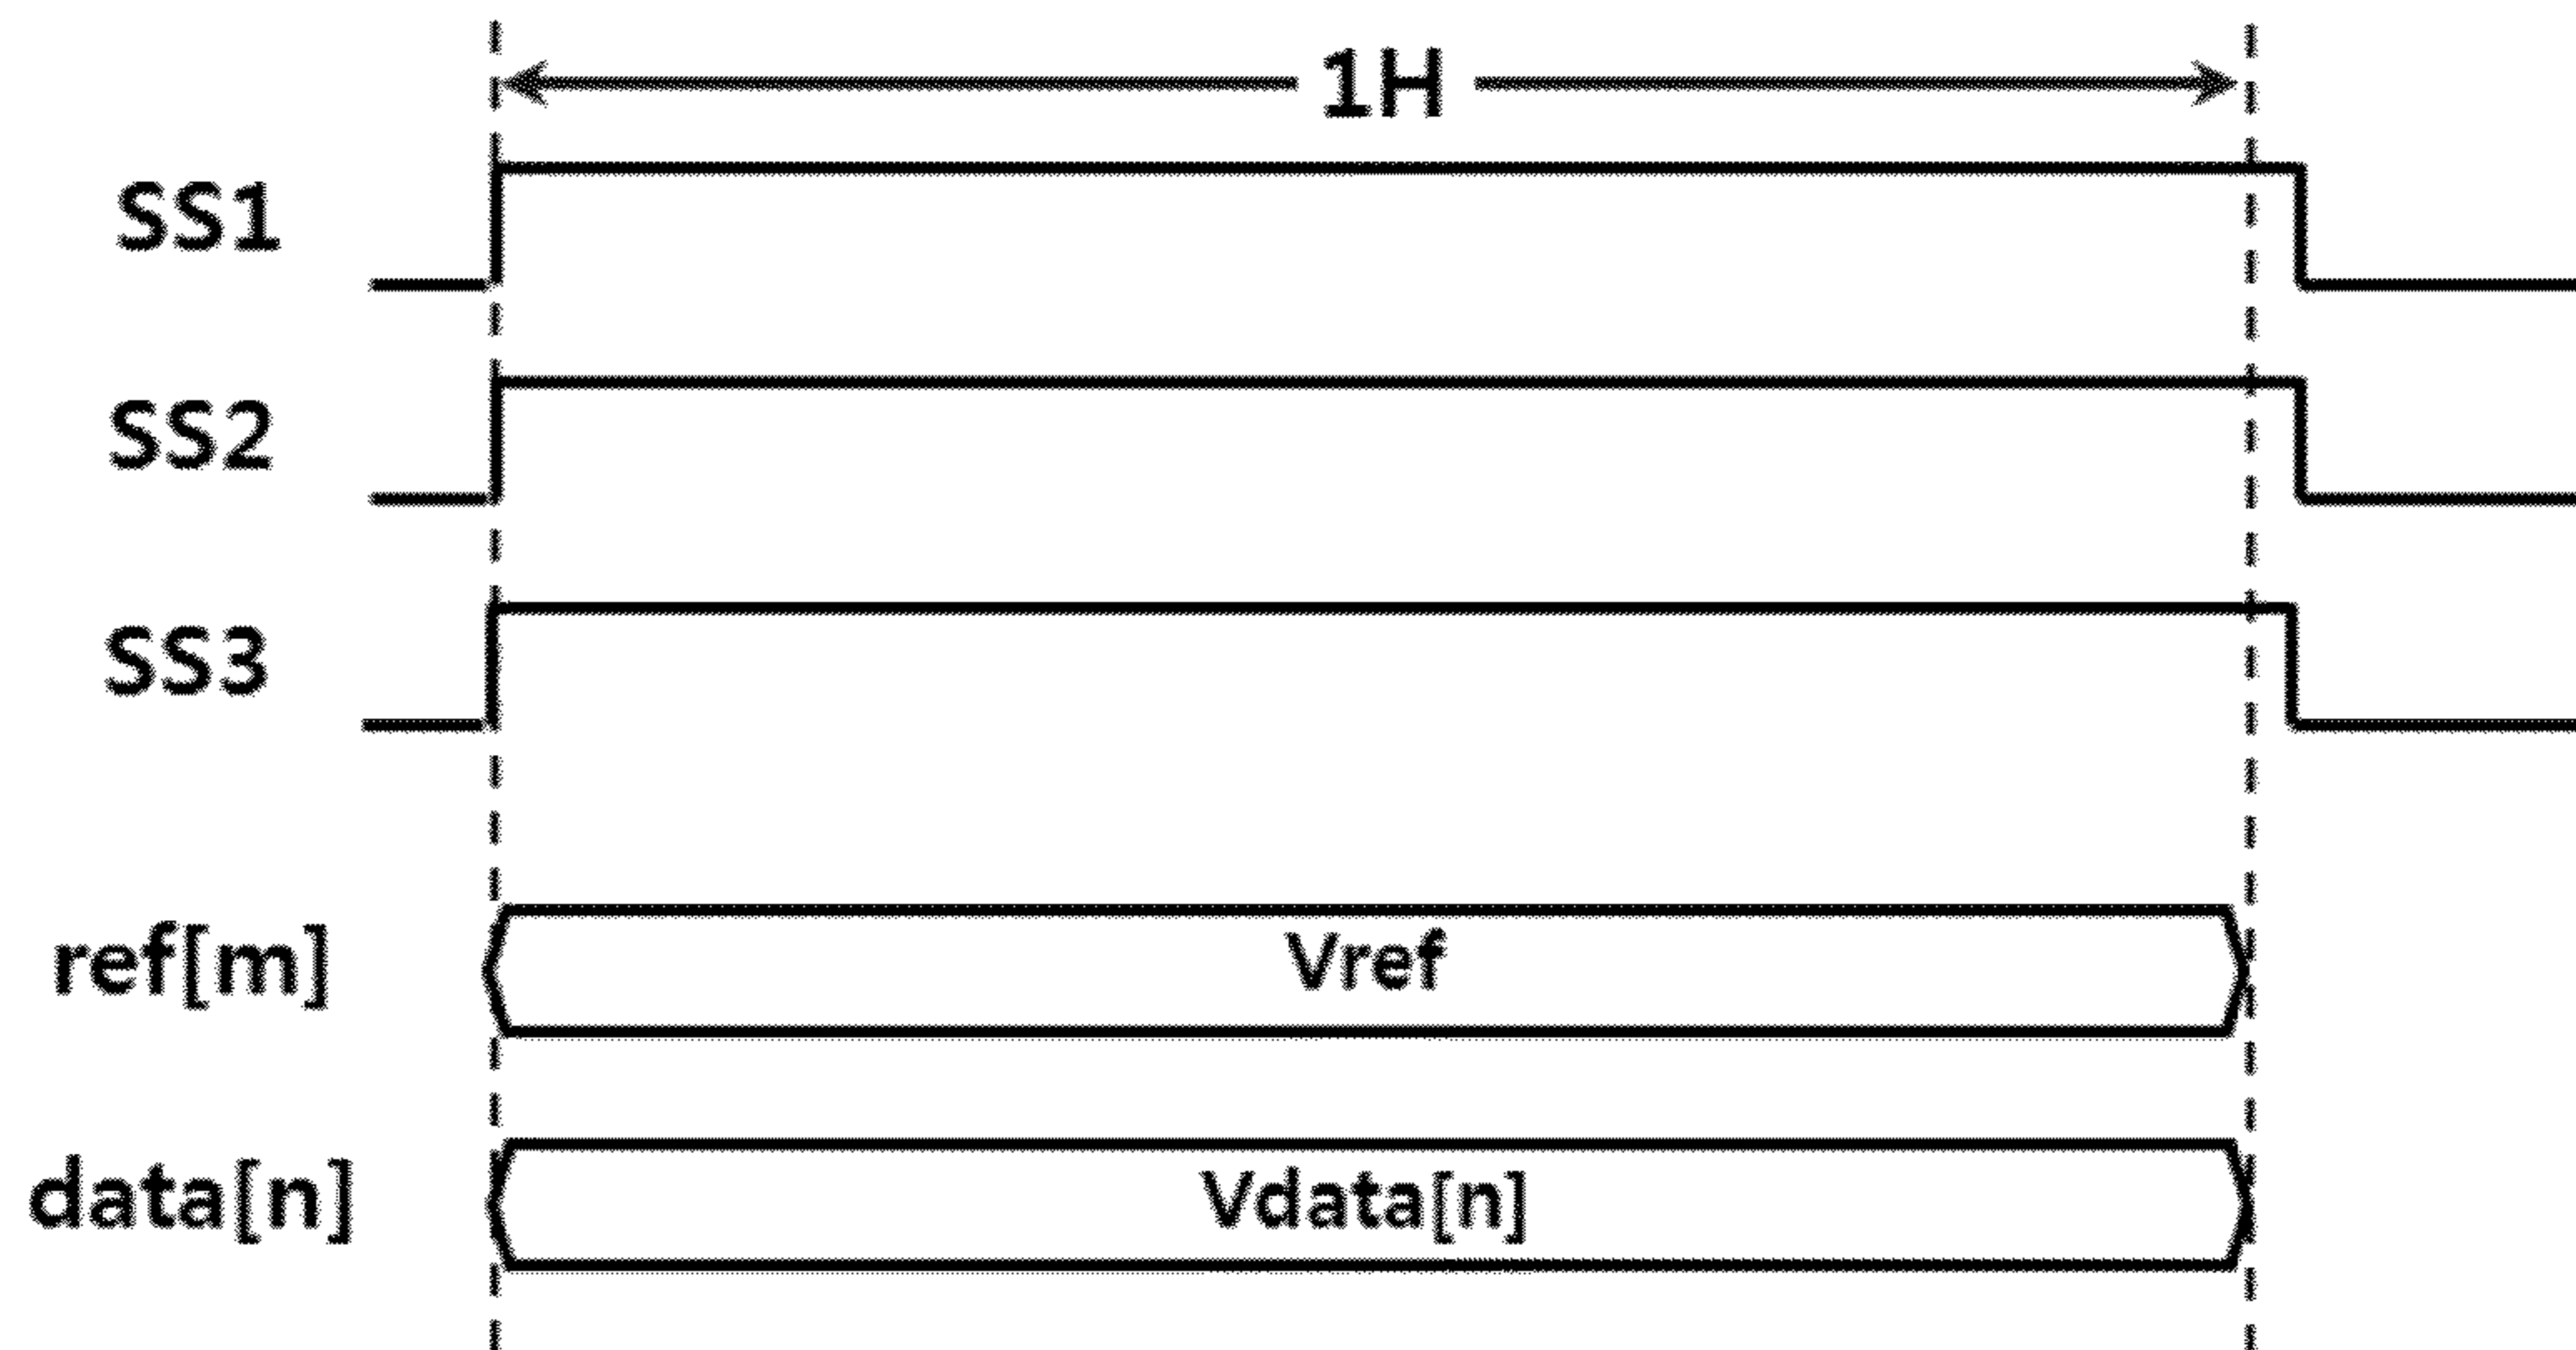 1H
SS1
SS2
SS3
ref[m]
Vref
data[n]
Vdata[n]